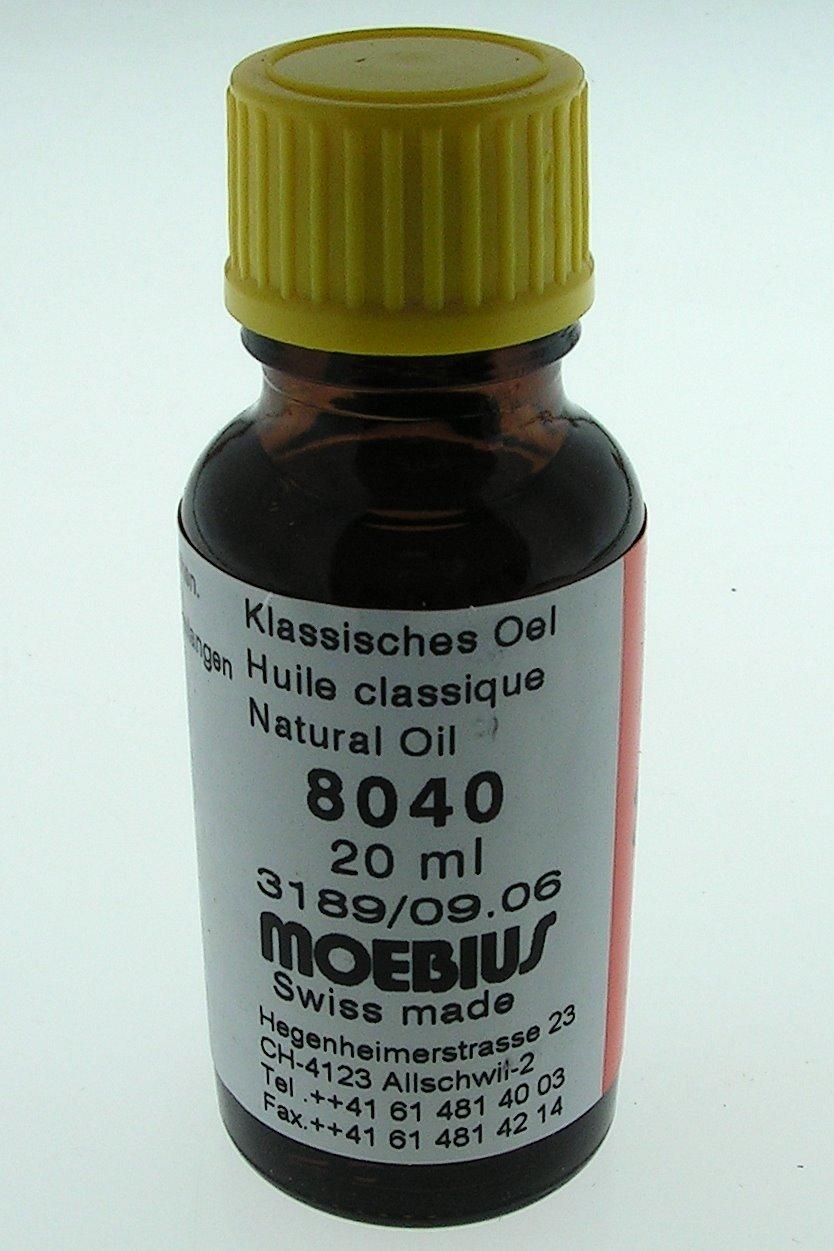 Klassisches Oel
Huile classique
Natural Oil
8040
20 ml
3189/09.06
MOEBIUS
Swiss made
Hegenheimerstrasse 23
CH-4123 Allschwil-2
Tel .++41 61 481 40 03
Fax.++41 61 481 42 14